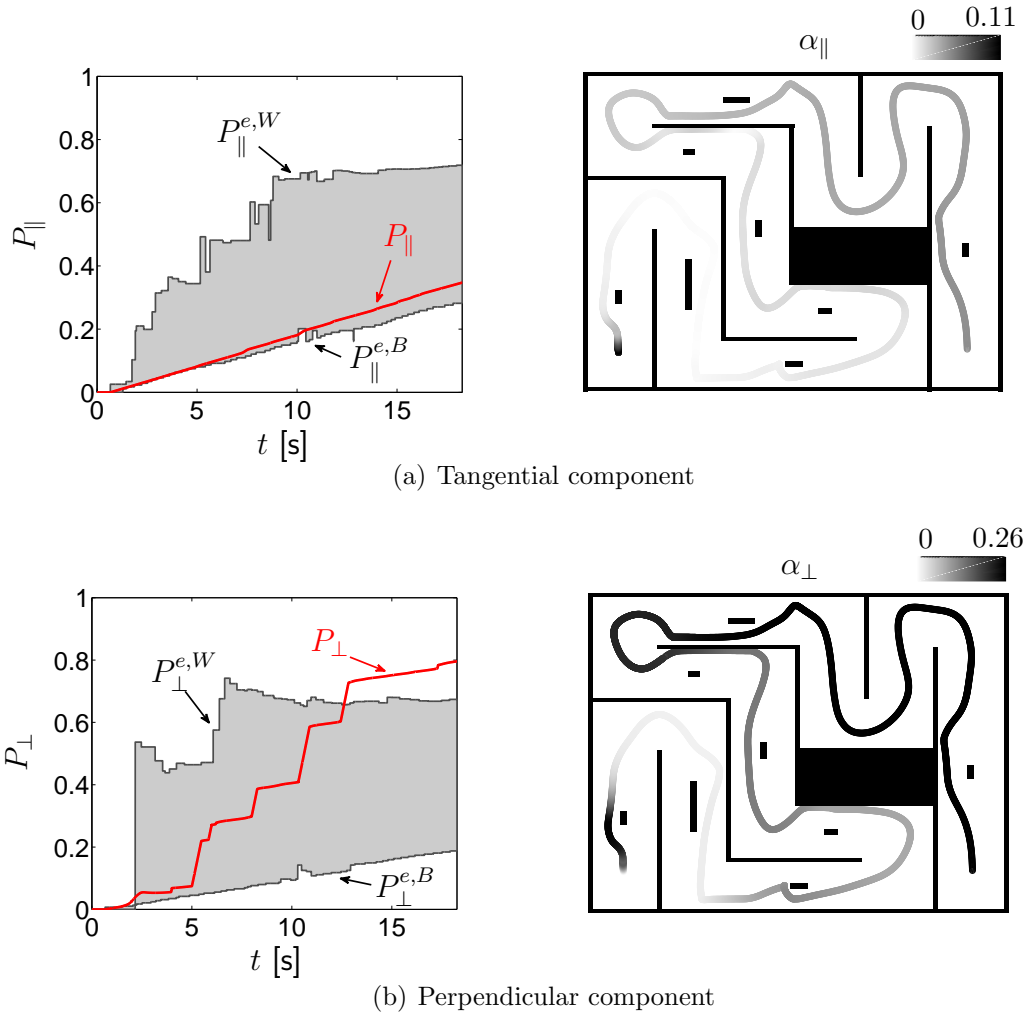 0 0.11
α∥
1
0.8
0.6
0.4
0.2
0
P∥
P∥^{e,W}
P∥
P∥^{e,B}
0 5 10 15
t [s]
(a) Tangential component
0 0.26
α⊥
1
0.8
0.6
0.4
0.2
0
P⊥
P⊥^{e,W}
P⊥
P⊥^{e,B}
0 5 10 15
t [s]
(b) Perpendicular component